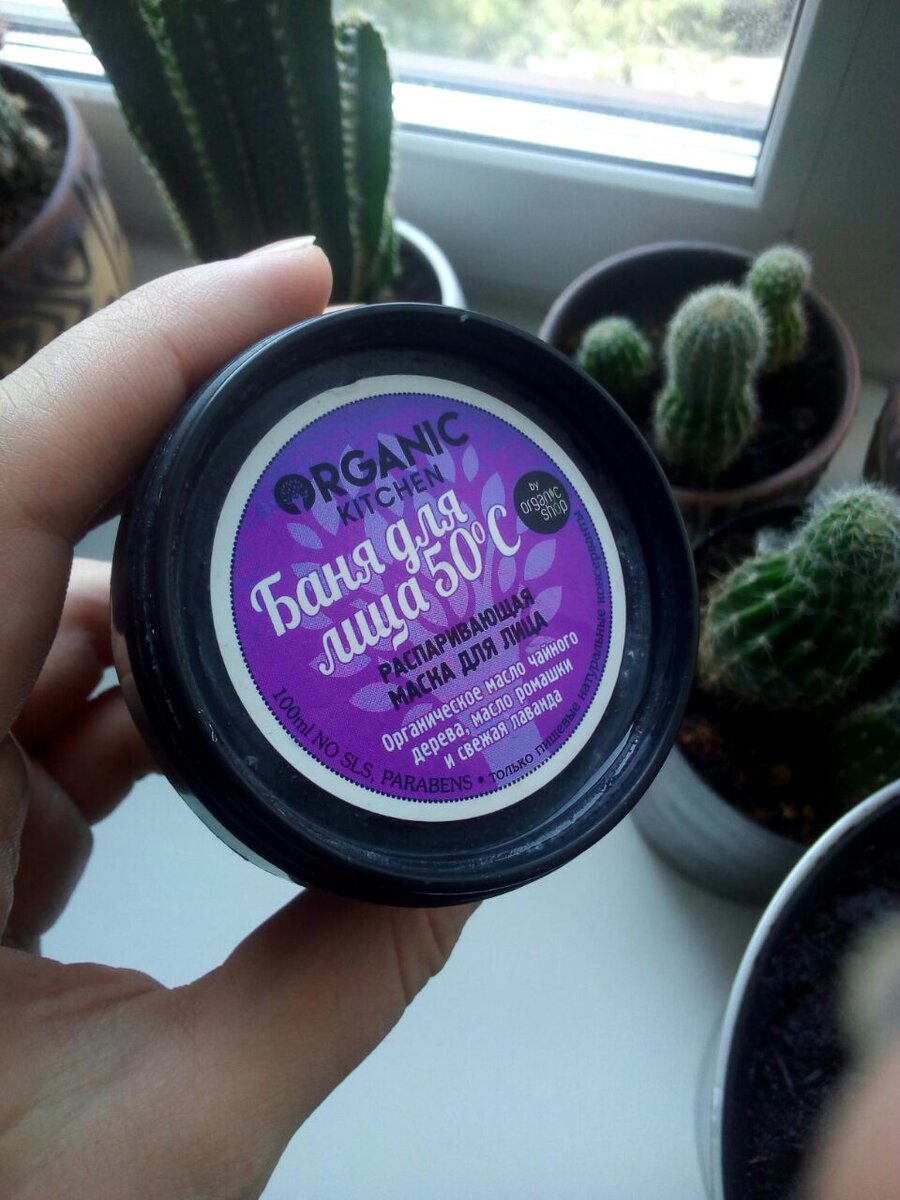 ORGANIC
KITCHEN
by
organic
shop
Баня для
лица 50°C
РАСПАРИВАЮЩАЯ
МАСКА ДЛЯ ЛИЦА
Органическое масло чайного
дерева, масло ромашки
и свежая лаванда
100ml NO SLS, PARABENS • только пищевые натуральные консерванты